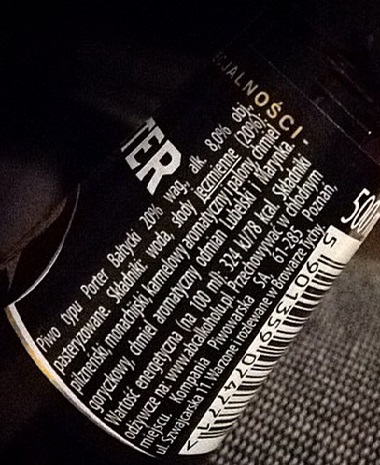 JALNOŚCI-
TER
Piwo typu Porter Bałtycki 20% wag., alk. 8,0% obj.
pasteryzowane. Składniki: woda, słody jęczmienne (20%:
pilzneński, monachijski, karmelowy aromatyczny i palony), chmiel
goryczkowy, chmiel aromatyczny odmian Lubelski i Marynka.
Wartość energetyczna (na 100 ml): 324 kJ/78 kcal. Składniki
odżywcze na: www.abcalkoholu.pl. Przechowywać w chłodnym
miejscu. Kompania Piwowarska SA, 61-285 Poznań,
ul. Szwajcarska 11. Warzone i rozlewane w: Browarze Tychy
500
5 901359